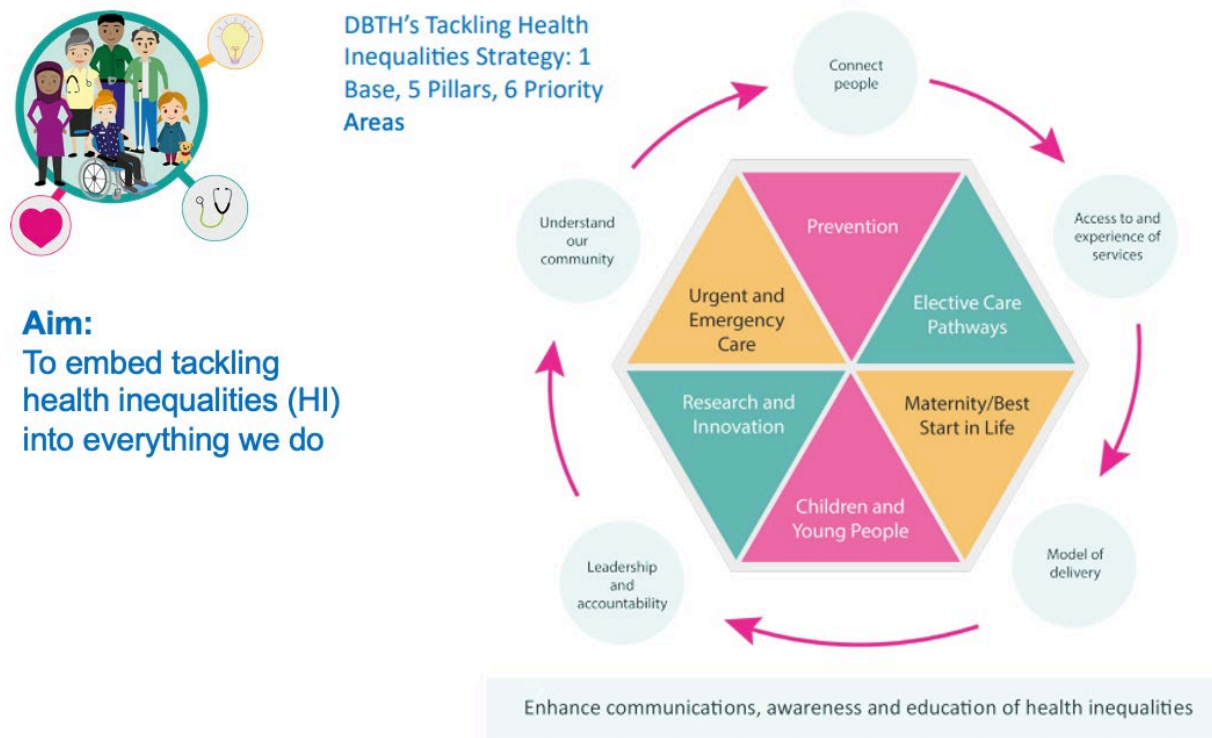 DBTH's Tackling Health
Inequalities Strategy: 1
Base, 5 Pillars, 6 Priority
Areas
Aim:
To embed tackling
health inequalities (HI)
into everything we do
Connect
people
Access to and
experience of
services
Model of
delivery
Leadership
and
accountability
Understand
our
community
Prevention
Elective Care
Pathways
Maternity/Best
Start in Life
Children and
Young People
Research and
Innovation
Urgent and
Emergency
Care
Enhance communications, awareness and education of health inequalities